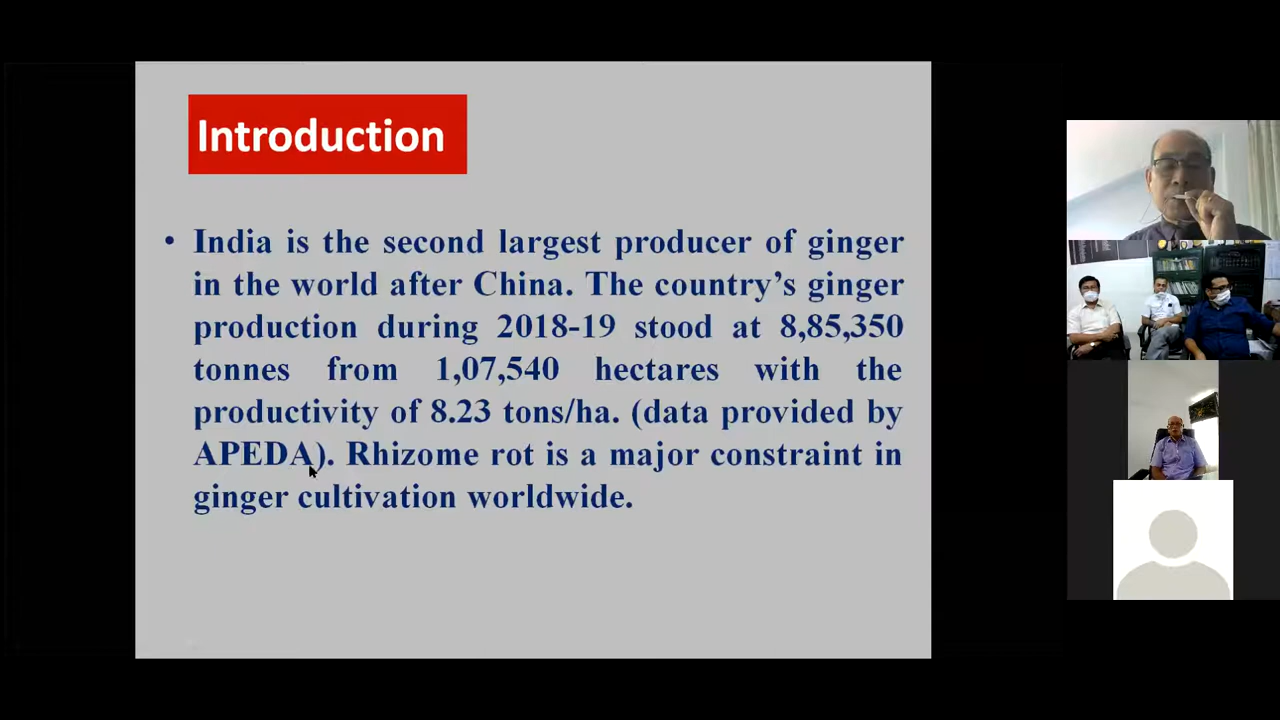 Introduction
• India is the second largest producer of ginger
in the world after China. The country’s ginger
production during 2018-19 stood at 8,85,350
tonnes from 1,07,540 hectares with the
productivity of 8.23 tons/ha. (data provided by
APEDA). Rhizome rot is a major constraint in
ginger cultivation worldwide.